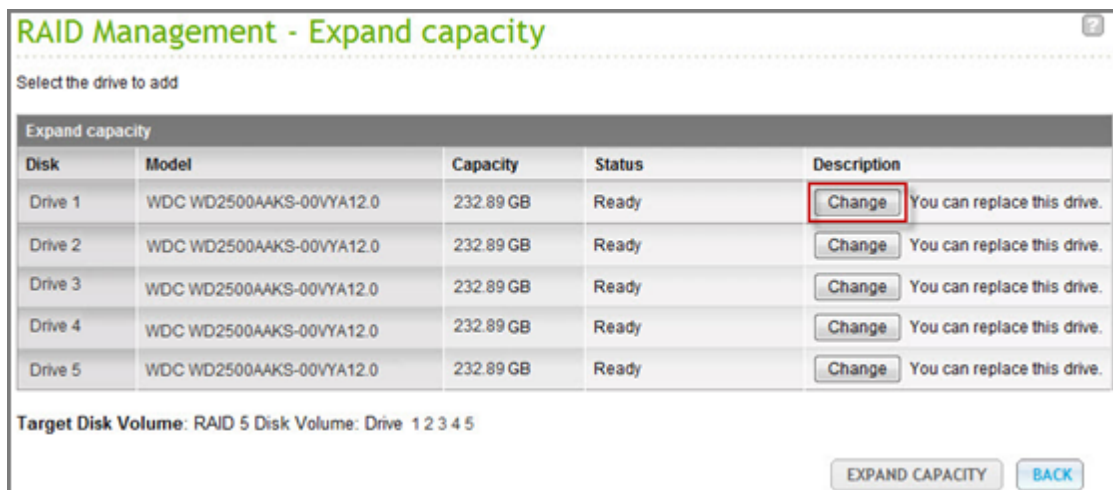 RAID Management - Expand capacity
?
Select the drive to add
Expand capacity
Disk Model Capacity Status Description
Drive 1 WDC WD2500AAKS-00VYA12.0 232.89 GB Ready Change You can replace this drive.
Drive 2 WDC WD2500AAKS-00VYA12.0 232.89 GB Ready Change You can replace this drive.
Drive 3 WDC WD2500AAKS-00VYA12.0 232.89 GB Ready Change You can replace this drive.
Drive 4 WDC WD2500AAKS-00VYA12.0 232.89 GB Ready Change You can replace this drive.
Drive 5 WDC WD2500AAKS-00VYA12.0 232.89 GB Ready Change You can replace this drive.
Target Disk Volume: RAID 5 Disk Volume: Drive 1 2 3 4 5
EXPAND CAPACITY BACK